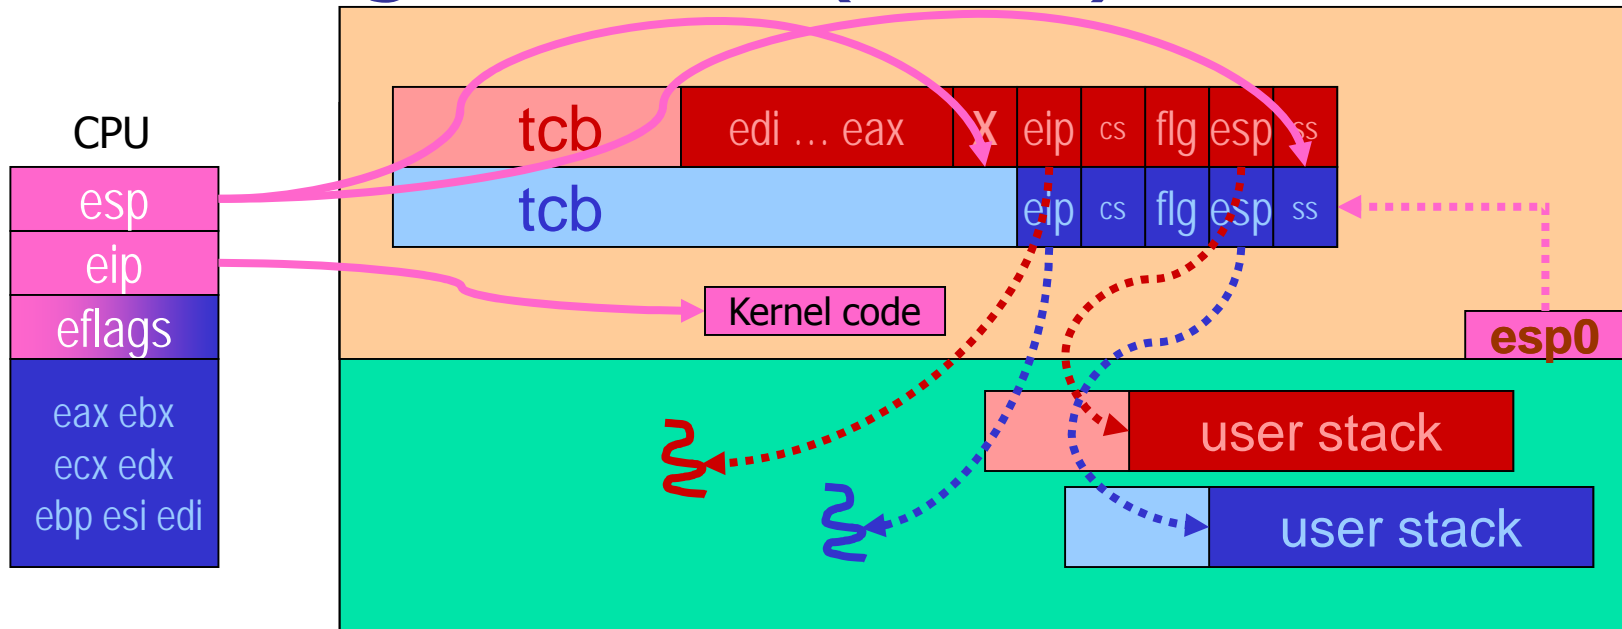 CPU
esp
eip
eflags
eax ebx
ecx edx
ebp esi edi
tcb
edi ... eax
X
eip
cs
flg
esp
ss
tcb
eip
cs
flg
esp
ss
Kernel code
esp0
user stack
user stack